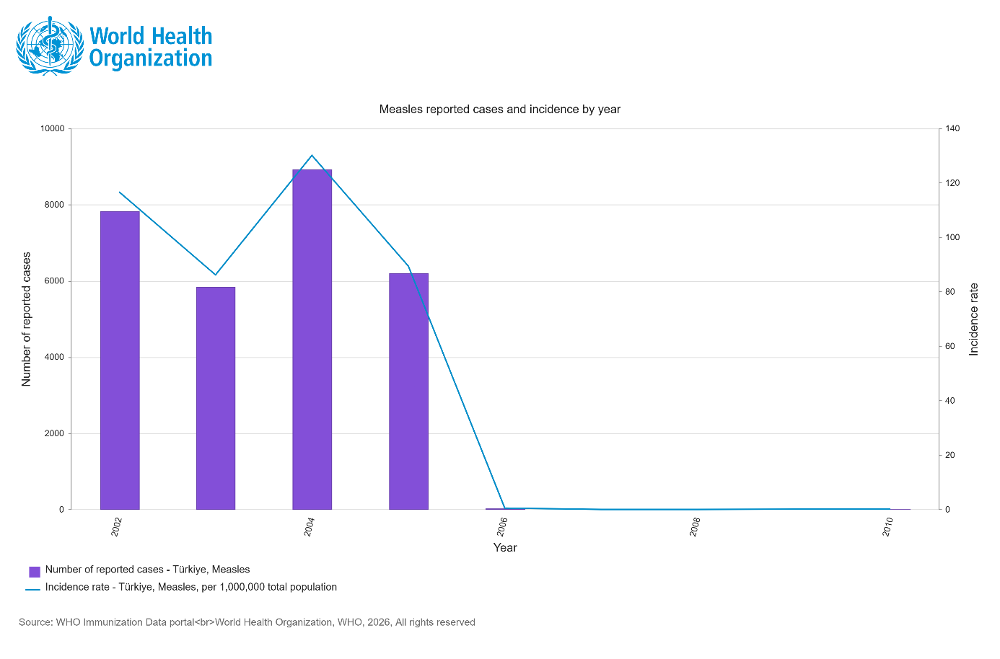 World Health
Organization
Measles reported cases and incidence by year
10000
8000
6000
4000
2000
0
Number of reported cases
140
120
100
80
60
40
20
0
Incidence rate
2002
2004
2006
2008
2010
Year
Number of reported cases - Türkiye, Measles
Incidence rate - Türkiye, Measles, per 1,000,000 total population
Source: WHO Immunization Data portal<br>World Health Organization, WHO, 2026, All rights reserved